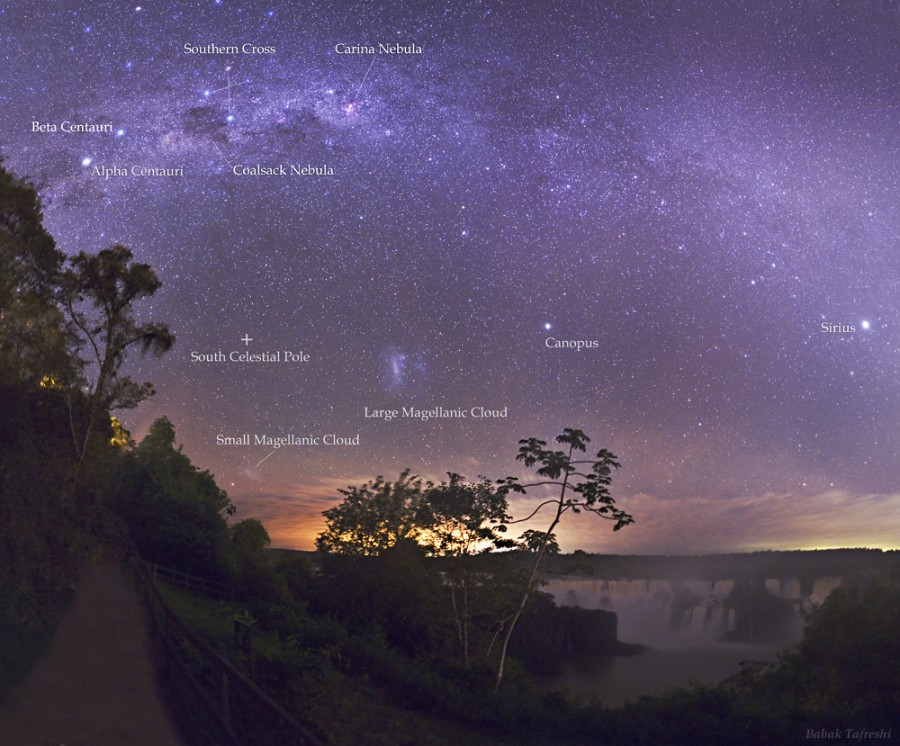 Southern Cross
Carina Nebula
Beta Centauri
Alpha Centauri
Coalsack Nebula
Sirius
Canopus
South Celestial Pole
Large Magellanic Cloud
Small Magellanic Cloud
Babak Tafreshi